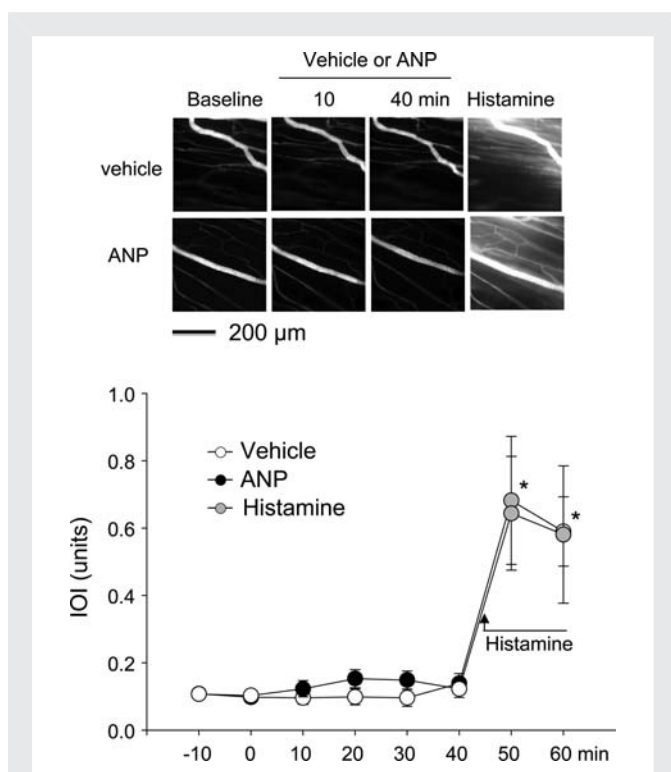 Vehicle or ANP
Baseline 10 40 min Histamine
vehicle
ANP
200 µm
1.0
0.8
0.6
0.4
0.2
0.0
IOI (units)
Vehicle
ANP
Histamine
*
*
Histamine
-10 0 10 20 30 40 50 60 min